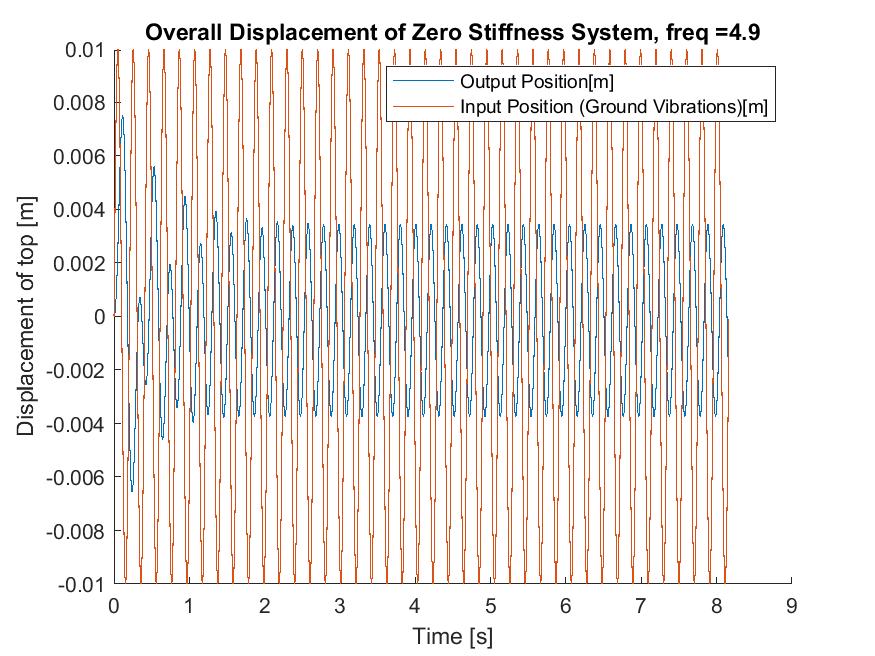 Overall Displacement of Zero Stiffness System, freq =4.9
0.01
0.008
0.006
0.004
0.002
0
-0.002
-0.004
-0.006
-0.008
-0.01
Displacement of top [m]
Output Position[m]
Input Position (Ground Vibrations)[m]
0 1 2 3 4 5 6 7 8 9
Time [s]